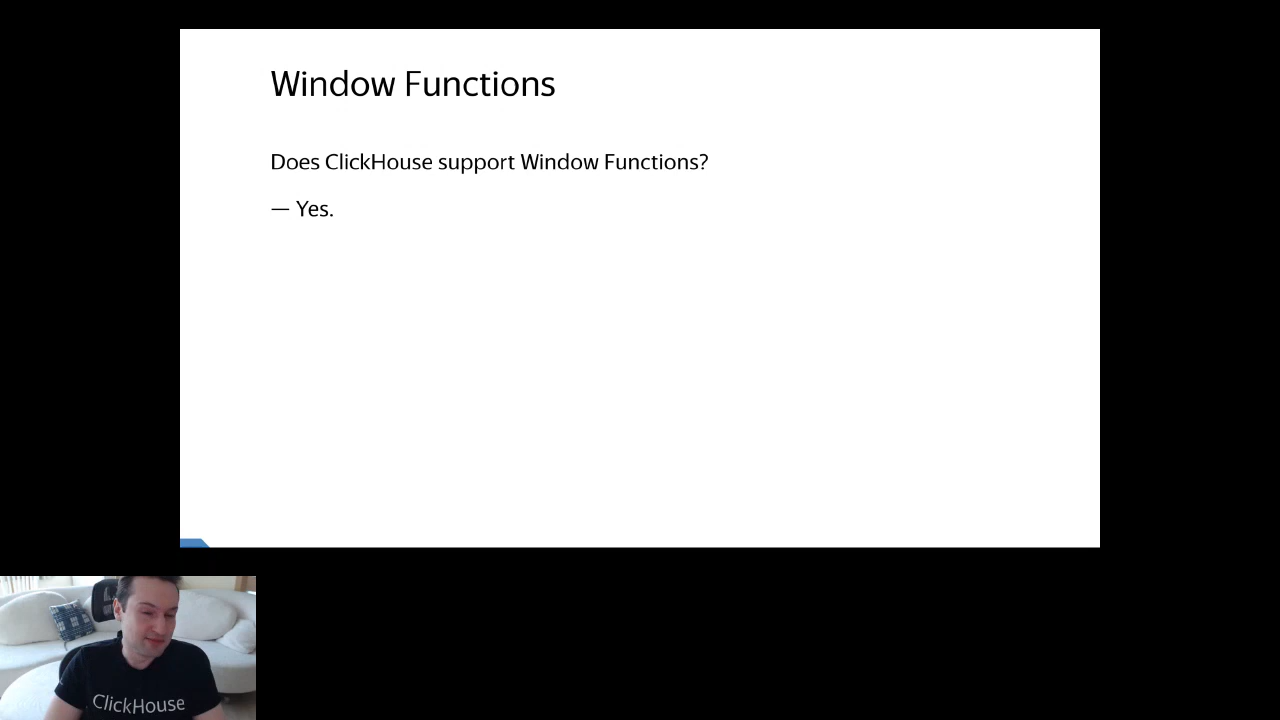 Window Functions
Does ClickHouse support Window Functions?
— Yes.
ClickHouse